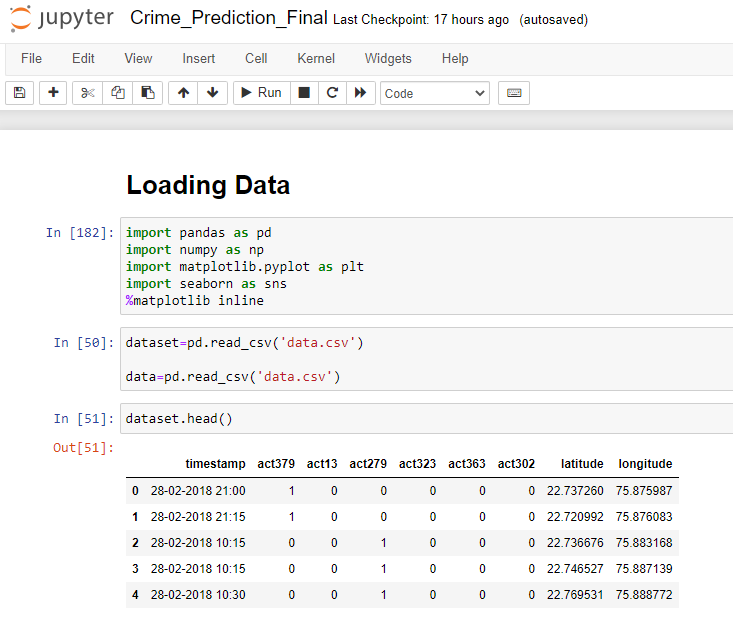 jupyter Crime_Prediction_Final Last Checkpoint: 17 hours ago (autosaved)
File Edit View Insert Cell Kernel Widgets Help
Run Code
Loading Data
In [182]: import pandas as pd
import numpy as np
import matplotlib.pyplot as plt
import seaborn as sns
%matplotlib inline
In [50]: dataset=pd.read_csv('data.csv')
data=pd.read_csv('data.csv')
In [51]: dataset.head()
Out[51]:
timestamp act379 act13 act279 act323 act363 act302 latitude longitude
0 28-02-2018 21:00 1 0 0 0 0 0 22.737260 75.875987
1 28-02-2018 21:15 1 0 0 0 0 0 22.720992 75.876083
2 28-02-2018 10:15 0 0 1 0 0 0 22.736676 75.883168
3 28-02-2018 10:15 0 0 1 0 0 0 22.746527 75.887139
4 28-02-2018 10:30 0 0 1 0 0 0 22.769531 75.888772